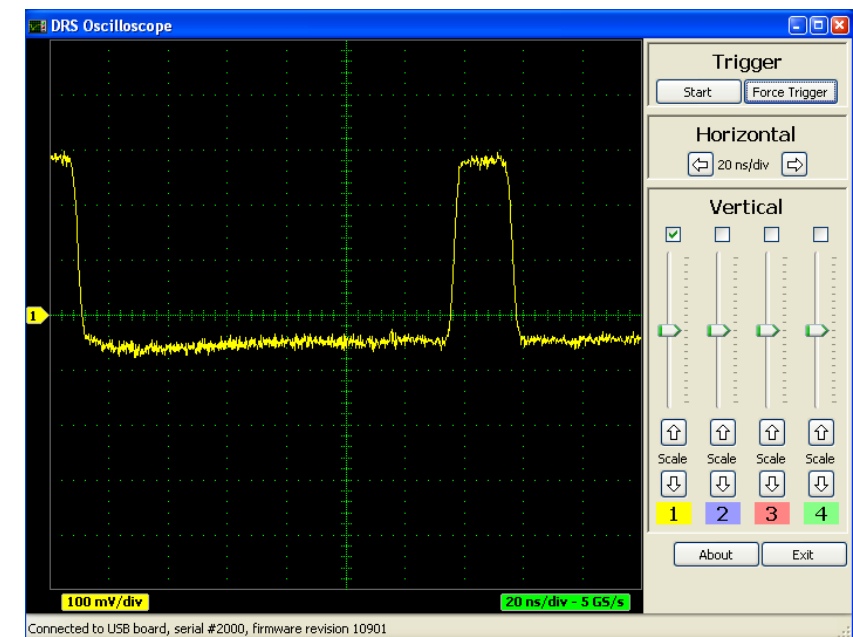 DRS Oscilloscope
Trigger
Start
Force Trigger
Horizontal
20 ns/div
Vertical
1
Scale Scale Scale Scale
1 2 3 4
About
Exit
100 mV/div
20 ns/div - 5 GS/s
Connected to USB board, serial #2000, firmware revision 10901